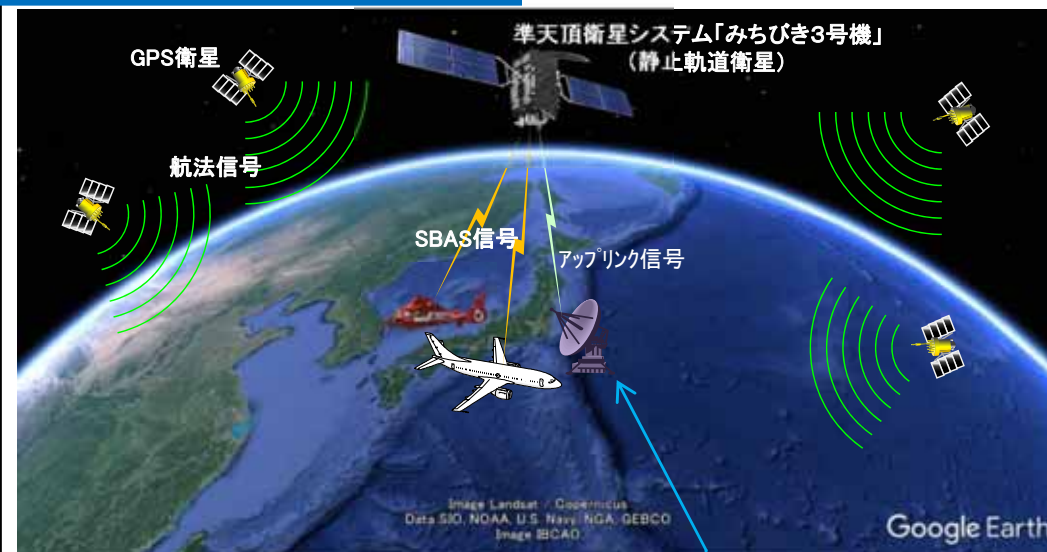 準天頂衛星システム「みちびき3号機」
(静止軌道衛星)
GPS衛星
航法信号
SBAS信号
アップリンク信号
Image Landsat / Copernicus
Data SIO, NOAA, U.S. Navy, NGA, GEBCO
Image IBCAO
Google Earth